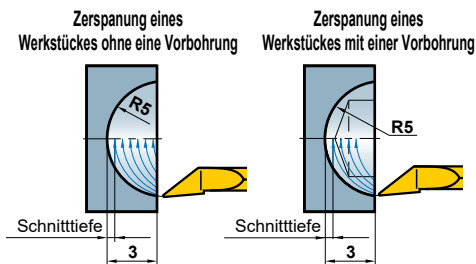 Zerspanung eines
Werkstückes ohne eine Vorbohrung
R5
Schnitttiefe
3
Zerspanung eines
Werkstückes mit einer Vorbohrung
R5
Schnitttiefe
3